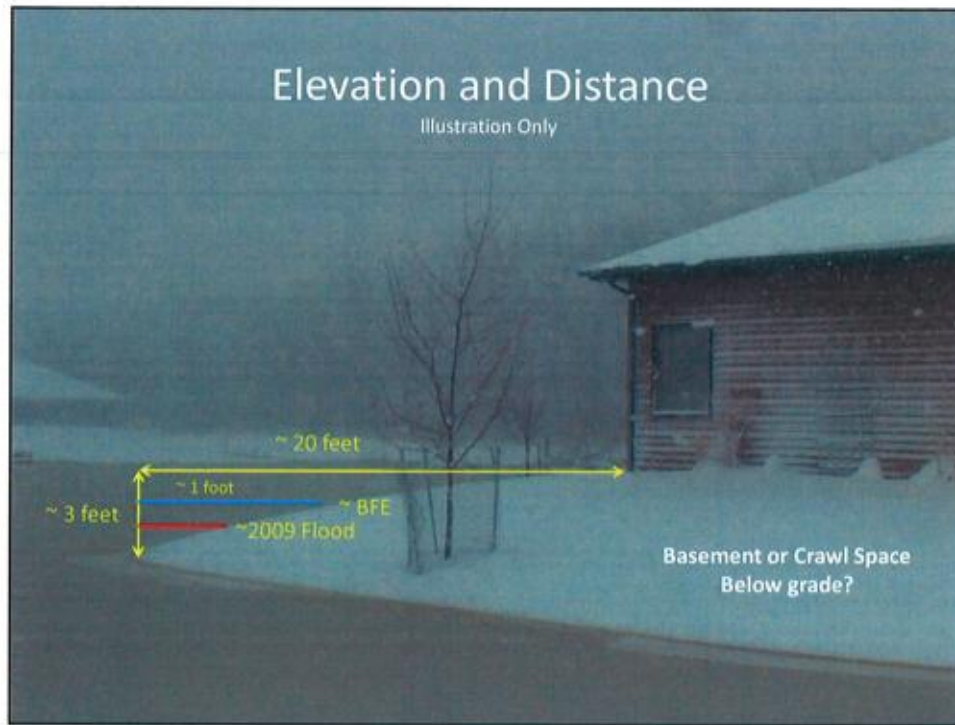 Elevation and Distance
Illustration Only
~ 20 feet
~ 1 foot
~ 3 feet
~ BFE
~2009 Flood
Basement or Crawl Space
Below grade?